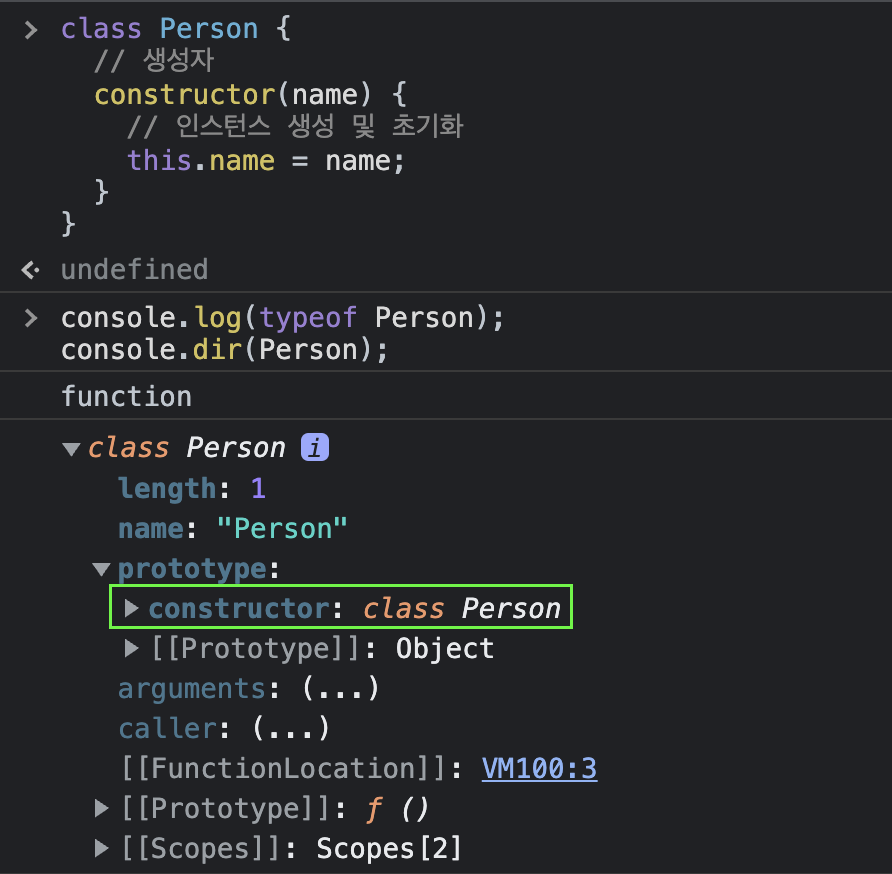 > class Person {
// 생성자
constructor(name) {
// 인스턴스 생성 및 초기화
this.name = name;
}
}
undefined
> console.log(typeof Person);
console.dir(Person);
function
▼ class Person i
length: 1
name: "Person"
▼ prototype:
▶ constructor: class Person
▶ [[Prototype]]: Object
arguments: (...)
caller: (...)
[[FunctionLocation]]: VM100:3
▶ [[Prototype]]: ƒ ()
▶ [[Scopes]]: Scopes[2]